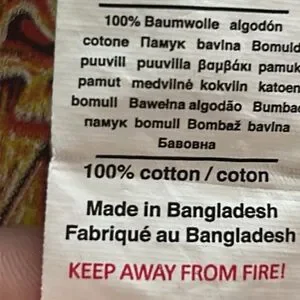 100% Baumwolle algodón
cotone Памук bavlna Bomuld
puuvill puuvilla βαμβάκι pamuk
pamut medvilnė kokviln katoen
bomull Bawełna algodão Bumbac
памук bomull Bombaž bavlna
Бавовна
100% cotton / coton
Made in Bangladesh
Fabriqué au Bangladesh
KEEP AWAY FROM FIRE!